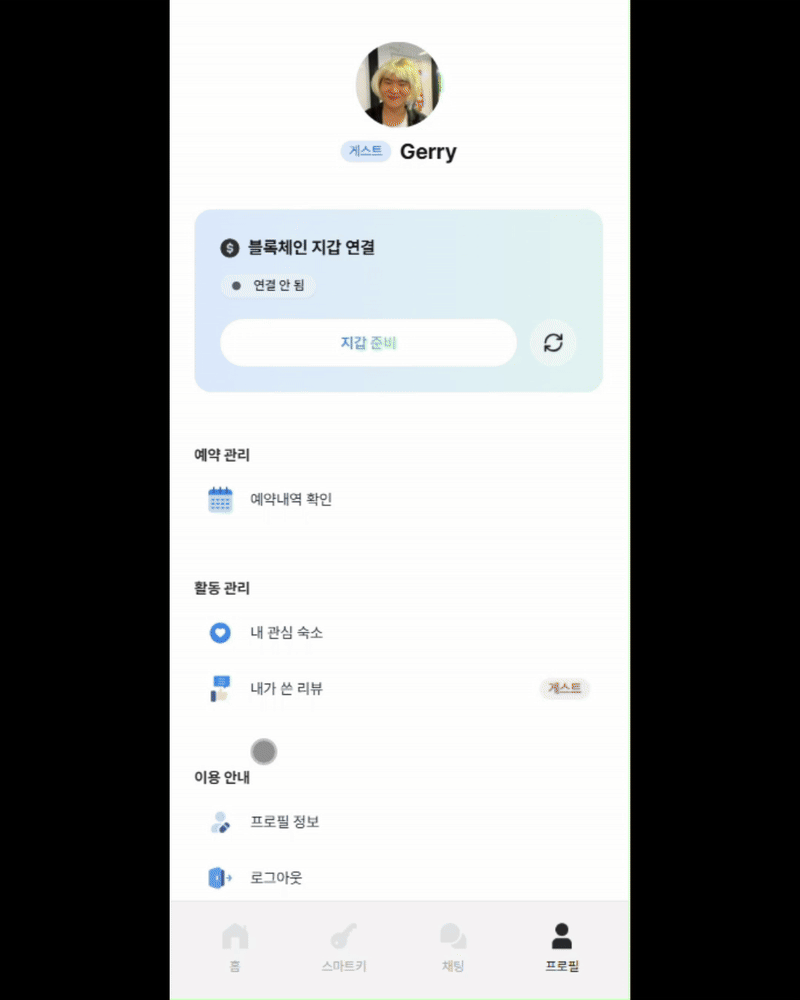 게스트 Gerry
블록체인 지갑 연결
연결 안 됨
지갑 준비
예약 관리
예약내역 확인
활동 관리
내 관심 숙소
내가 쓴 리뷰 게스트
이용 안내
프로필 정보
로그아웃
홈 스마트키 채팅 프로필